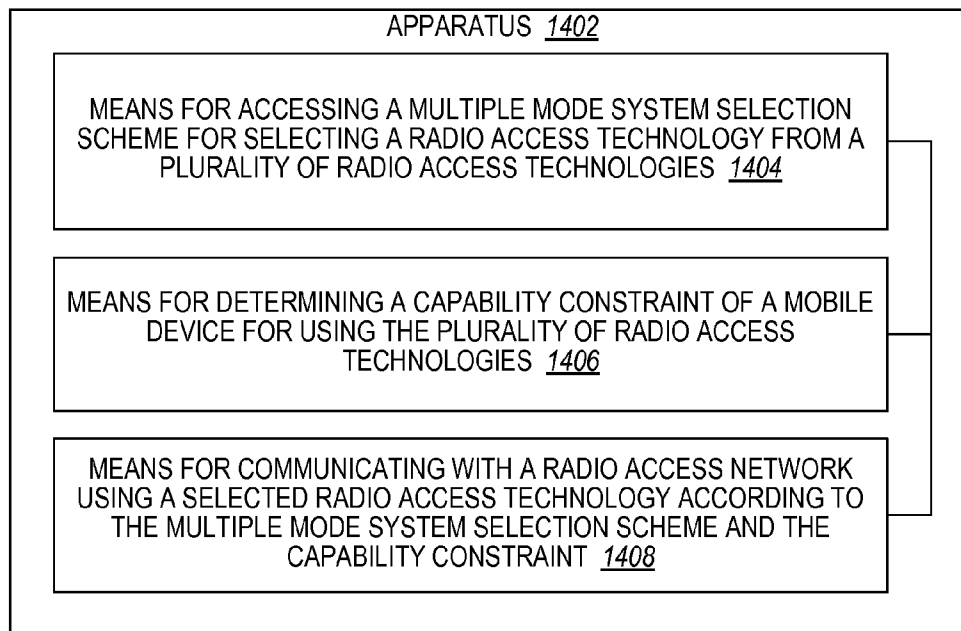 APPARATUS 1402
MEANS FOR ACCESSING A MULTIPLE MODE SYSTEM SELECTION
SCHEME FOR SELECTING A RADIO ACCESS TECHNOLOGY FROM A
PLURALITY OF RADIO ACCESS TECHNOLOGIES 1404
MEANS FOR DETERMINING A CAPABILITY CONSTRAINT OF A MOBILE
DEVICE FOR USING THE PLURALITY OF RADIO ACCESS
TECHNOLOGIES 1406
MEANS FOR COMMUNICATING WITH A RADIO ACCESS NETWORK
USING A SELECTED RADIO ACCESS TECHNOLOGY ACCORDING TO
THE MULTIPLE MODE SYSTEM SELECTION SCHEME AND THE
CAPABILITY CONSTRAINT 1408